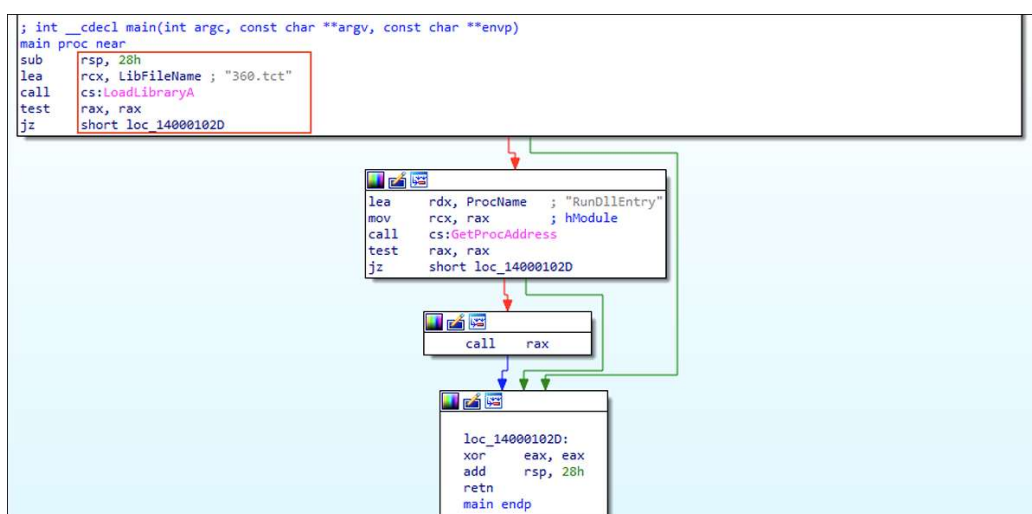 ; int __cdecl main(int argc, const char **argv, const char **envp)
main proc near
sub rsp, 28h
lea rcx, LibFileName ; "360.tct"
call cs:LoadLibraryA
test rax, rax
jz short loc_14000102D
lea rdx, ProcName ; "RunDllEntry"
mov rcx, rax ; hModule
call cs:GetProcAddress
test rax, rax
jz short loc_14000102D
call rax
loc_14000102D:
xor eax, eax
add rsp, 28h
retn
main endp